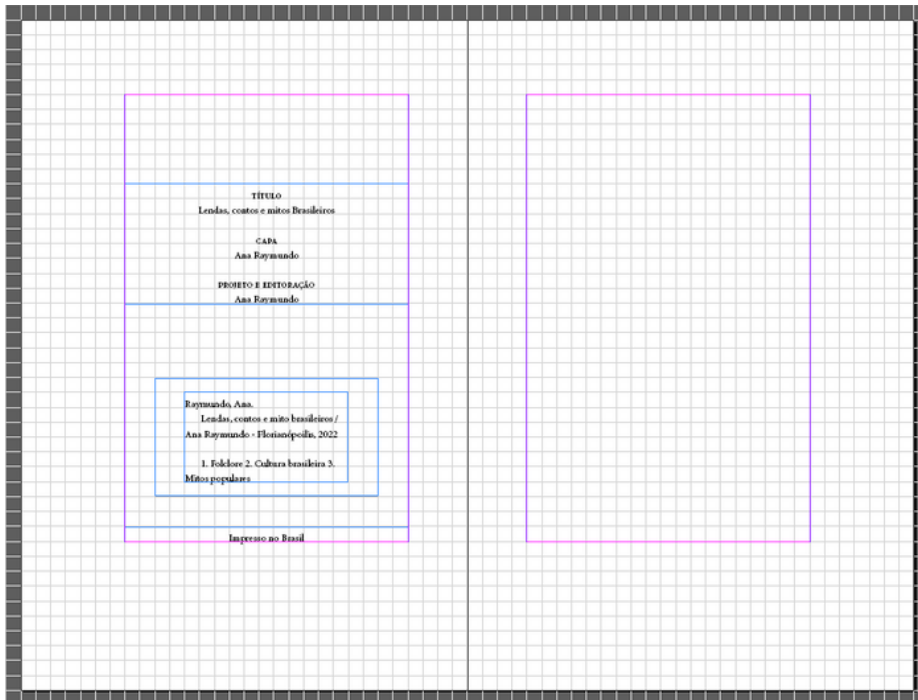 TÍTULO
Lendas, contos e mitos Brasileiros
CAPA
Ana Raymundo
PROJETO E EDITORAÇÃO
Ana Raymundo
Raymundo, Ana.
Lendas, contos e mito brasileiros /
Ana Raymundo - Florianópoilis, 2022
1. Folclore 2. Cultura brasileira 3.
Mitos populares
Impresso no Brasil